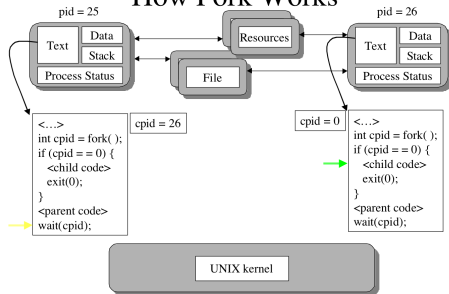 How Fork Works
pid = 25
pid = 26
Text
Data
Stack
Process Status
Resources
File
Text
Data
Stack
Process Status
<…>
int cpid = fork( );
if (cpid = = 0) {
<child code>
exit(0);
}
<parent code>
wait(cpid);
cpid = 26
cpid = 0
<…>
int cpid = fork( );
if (cpid = = 0) {
<child code>
exit(0);
}
<parent code>
wait(cpid);
UNIX kernel